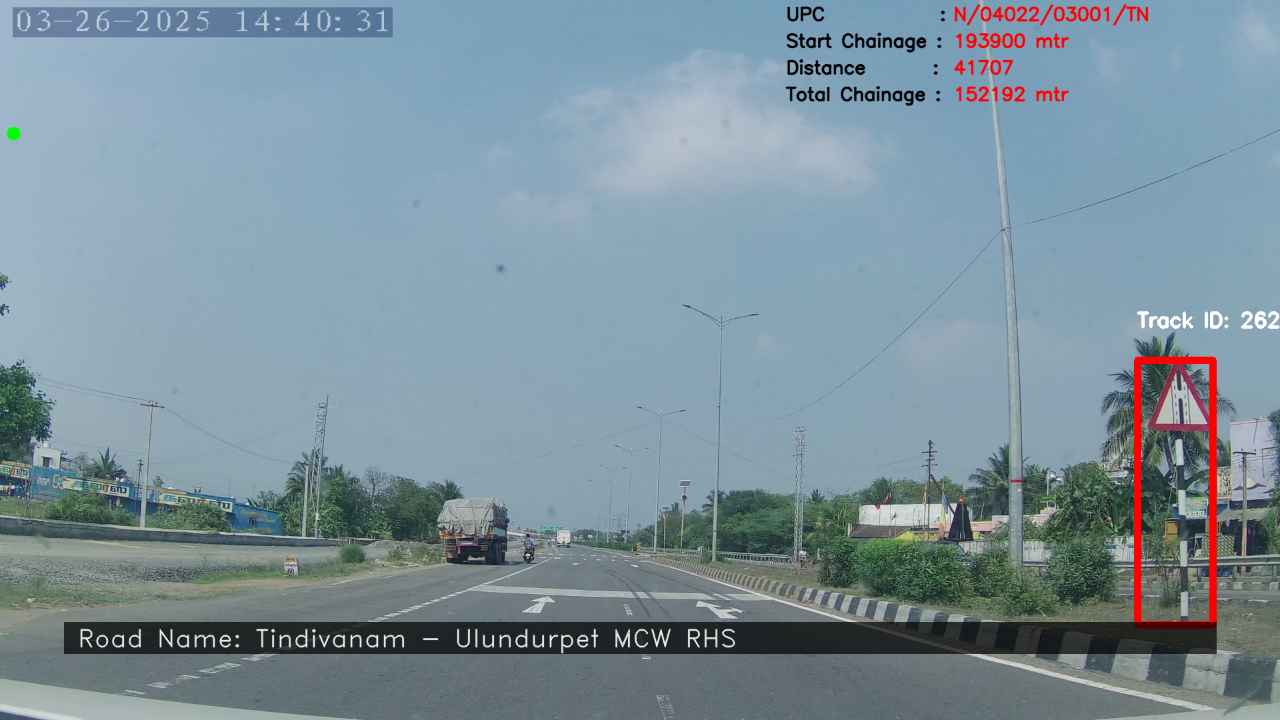 03-26-2025 14:40:31
UPC : N/04022/03001/TN
Start Chainage : 193900 mtr
Distance : 41707
Total Chainage : 152192 mtr
Track ID: 262
Road Name: Tindivanam - Ulundurpet MCW RHS